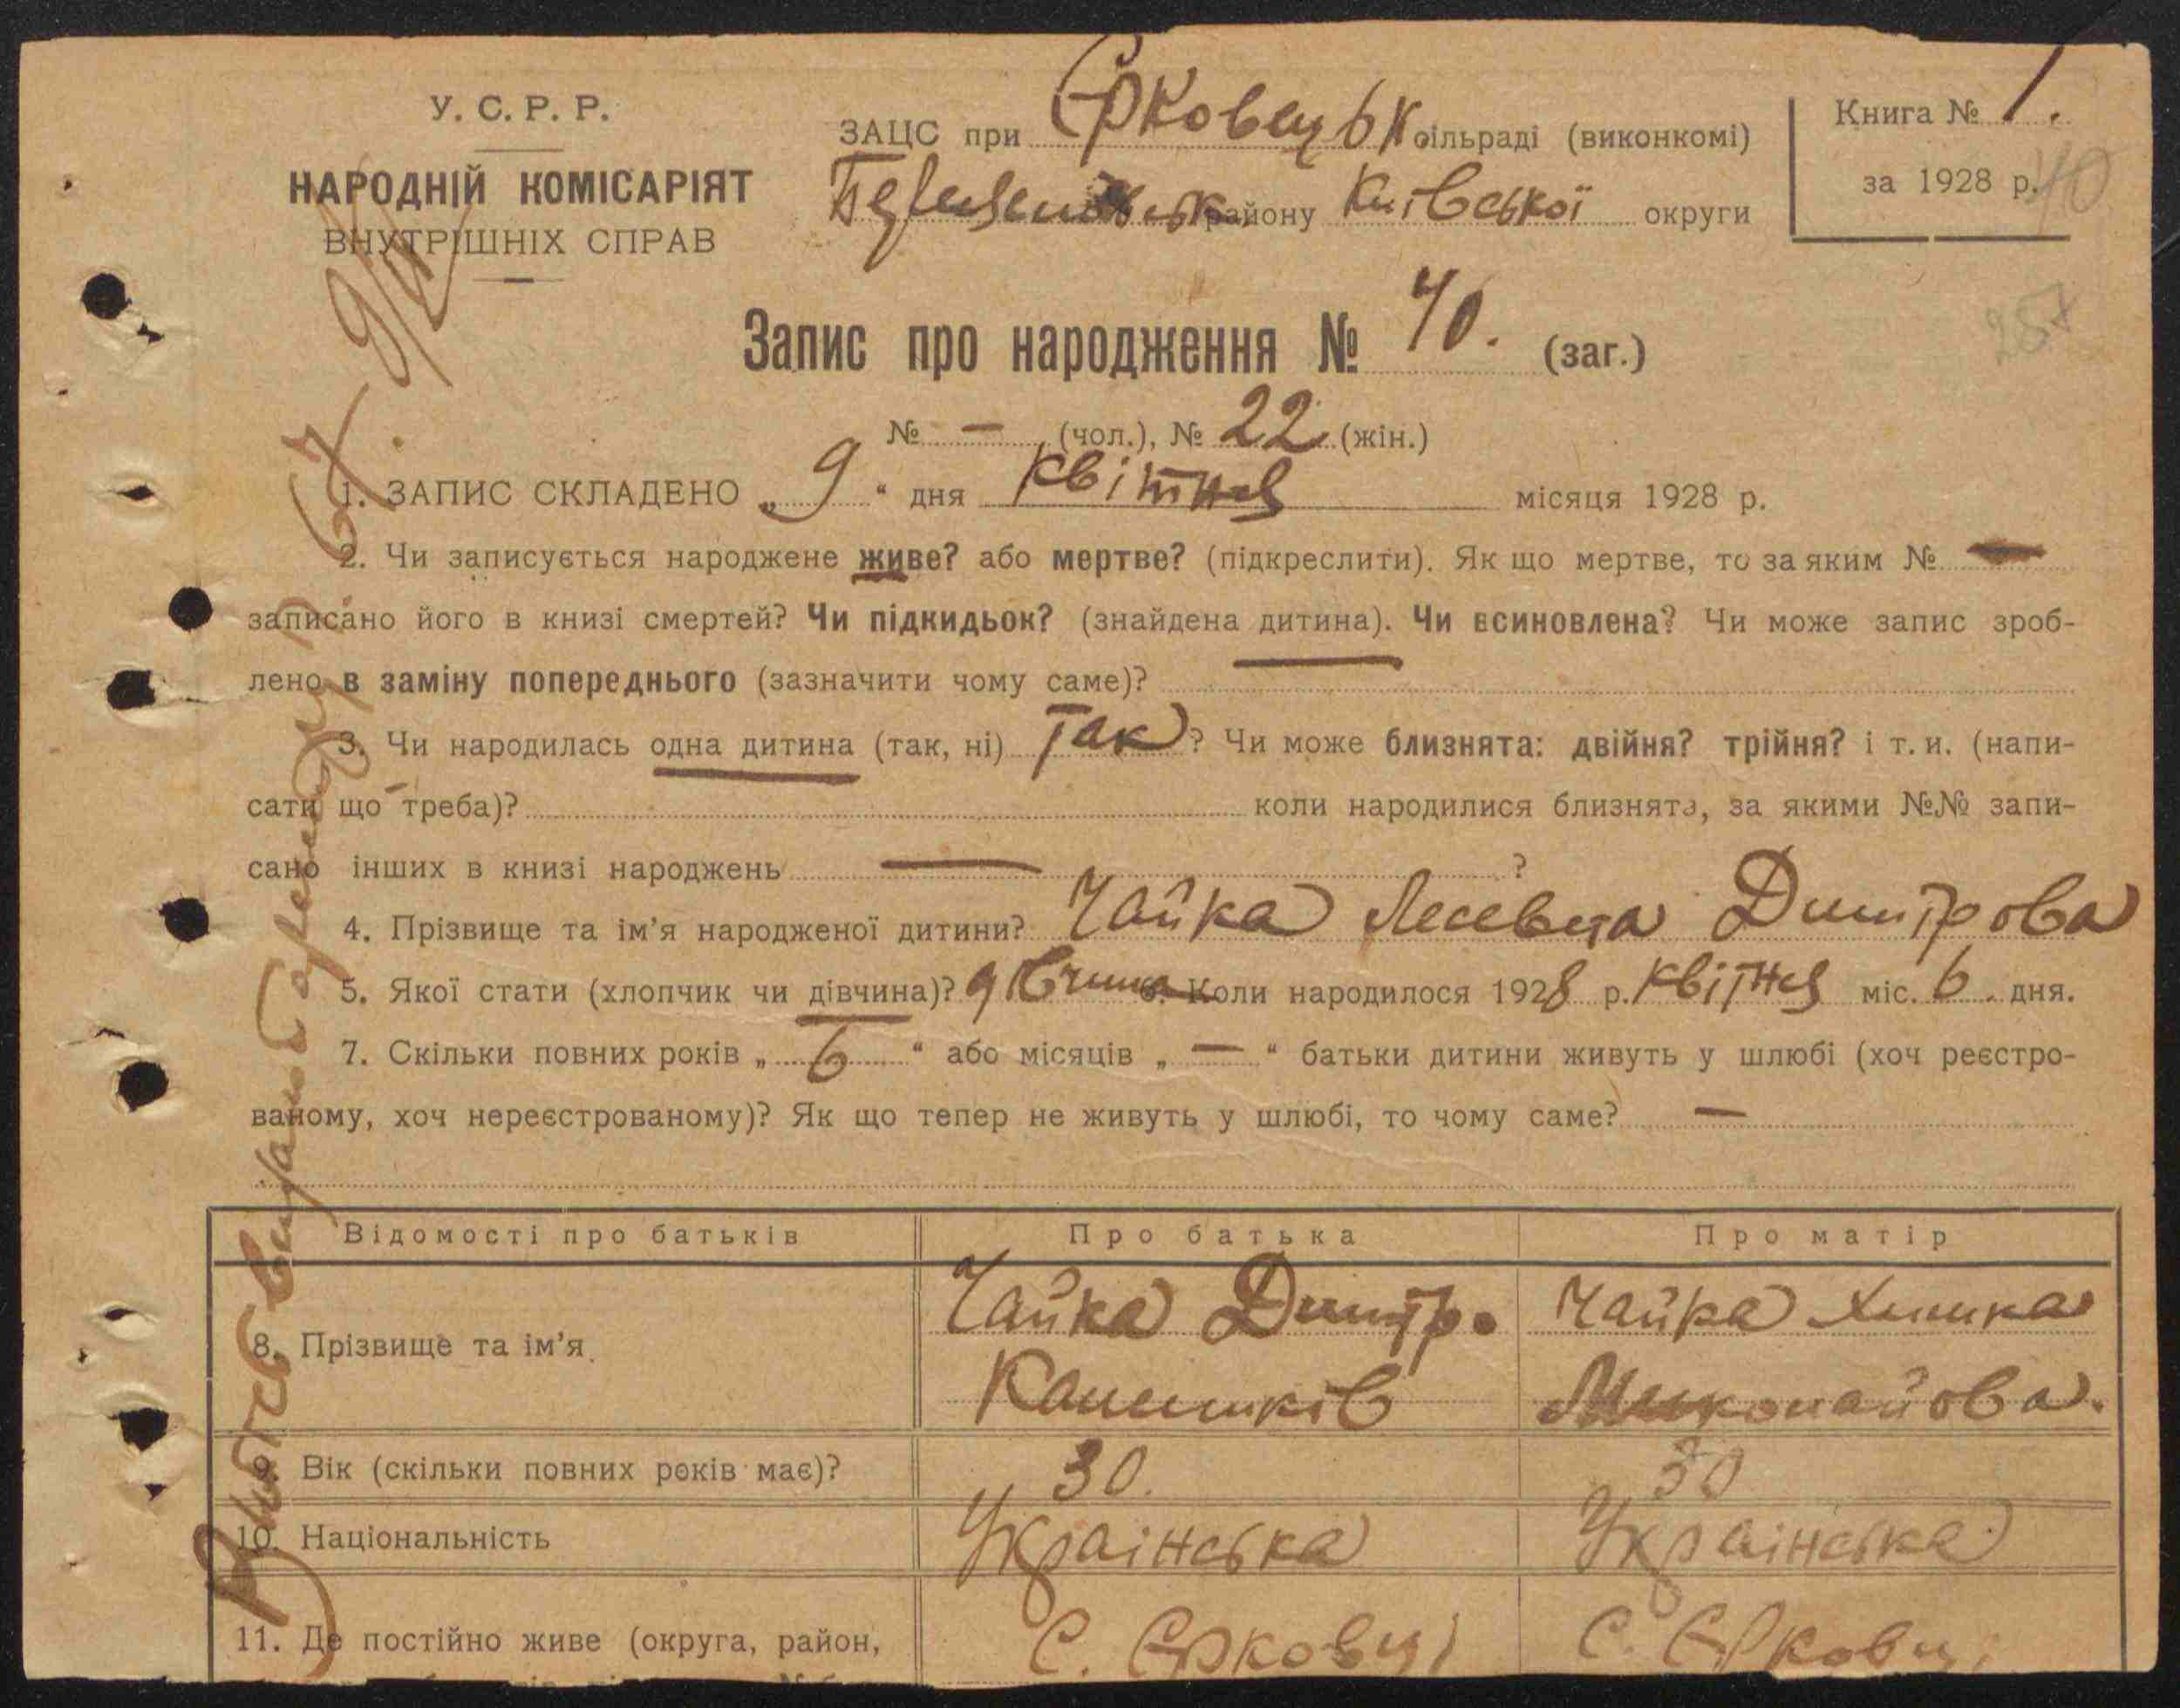 У. С. Р. Р.
НАРОДНІЙ КОМІСАРІЯТ
ВНУТРІШНІХ СПРАВ
ЗАЦС при Єрковецьк сільраді (виконкомі)
району Київської округи
Книга № 1.
за 1928 р. 40
257
Запис про народження № 40. (заг.)
№ — (чол.), № 22 (жін.)
1. ЗАПИС СКЛАДЕНО „ 9 “ дня квітня місяця 1928 р.
2. Чи записується народжене живе? або мертве? (підкреслити). Як що мертве, то за яким № —
записано його в книзі смертей? Чи підкидьок? (знайдена дитина). Чи всиновлена? Чи може запис зроб-
лено в заміну попереднього (зазначити чому саме)?
3. Чи народилась одна дитина (так, ні) Так? Чи може близнята: двійня? трійня? і т. и. (напи-
сати що треба)? коли народилися близнята, за якими №№ запи-
сано інших в книзі народжень — ?
4. Прізвище та ім’я народженої дитини? Чайка Дмитрова
5. Якої стати (хлопчик чи дівчина)? дівчина 6. Коли народилося 1928 р. квітня міс. 6. дня.
7. Скільки повних років „ 6 “ або місяців „ — “ батьки дитини живуть у шлюбі (хоч реєстро-
ваному, хоч нереєстрованому)? Як що тепер не живуть у шлюбі, то чому саме? —
Відомості про батьків Про батька Про матір
8. Прізвище та ім’я Чайка Дмитро Чайка
Миколайова.
9. Вік (скільки повних років має)? 30. 30
10. Національність Українська Українська
11. Де постійно живе (округа, район, С. Єрковці С. Єрковці